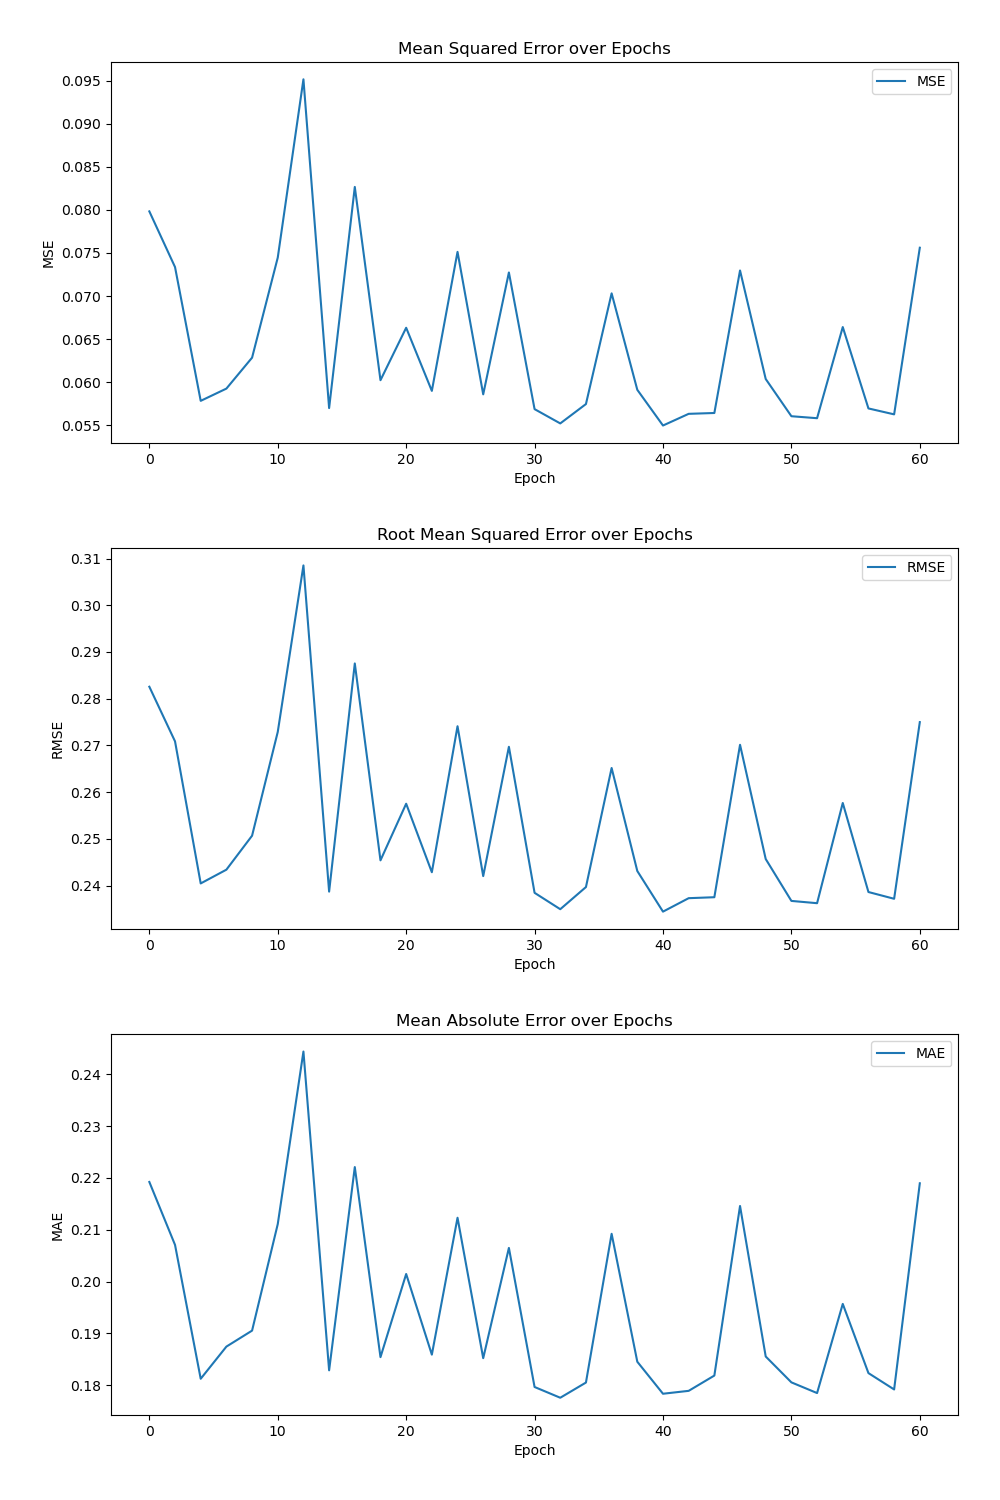 Mean Squared Error over Epochs
MSE
0.095
0.090
0.085
0.080
0.075
0.070
0.065
0.060
0.055
MSE
0 10 20 30 40 50 60
Epoch
Root Mean Squared Error over Epochs
RMSE
0.31
0.30
0.29
0.28
0.27
0.26
0.25
0.24
RMSE
0 10 20 30 40 50 60
Epoch
Mean Absolute Error over Epochs
MAE
0.24
0.23
0.22
0.21
0.20
0.19
0.18
MAE
0 10 20 30 40 50 60
Epoch